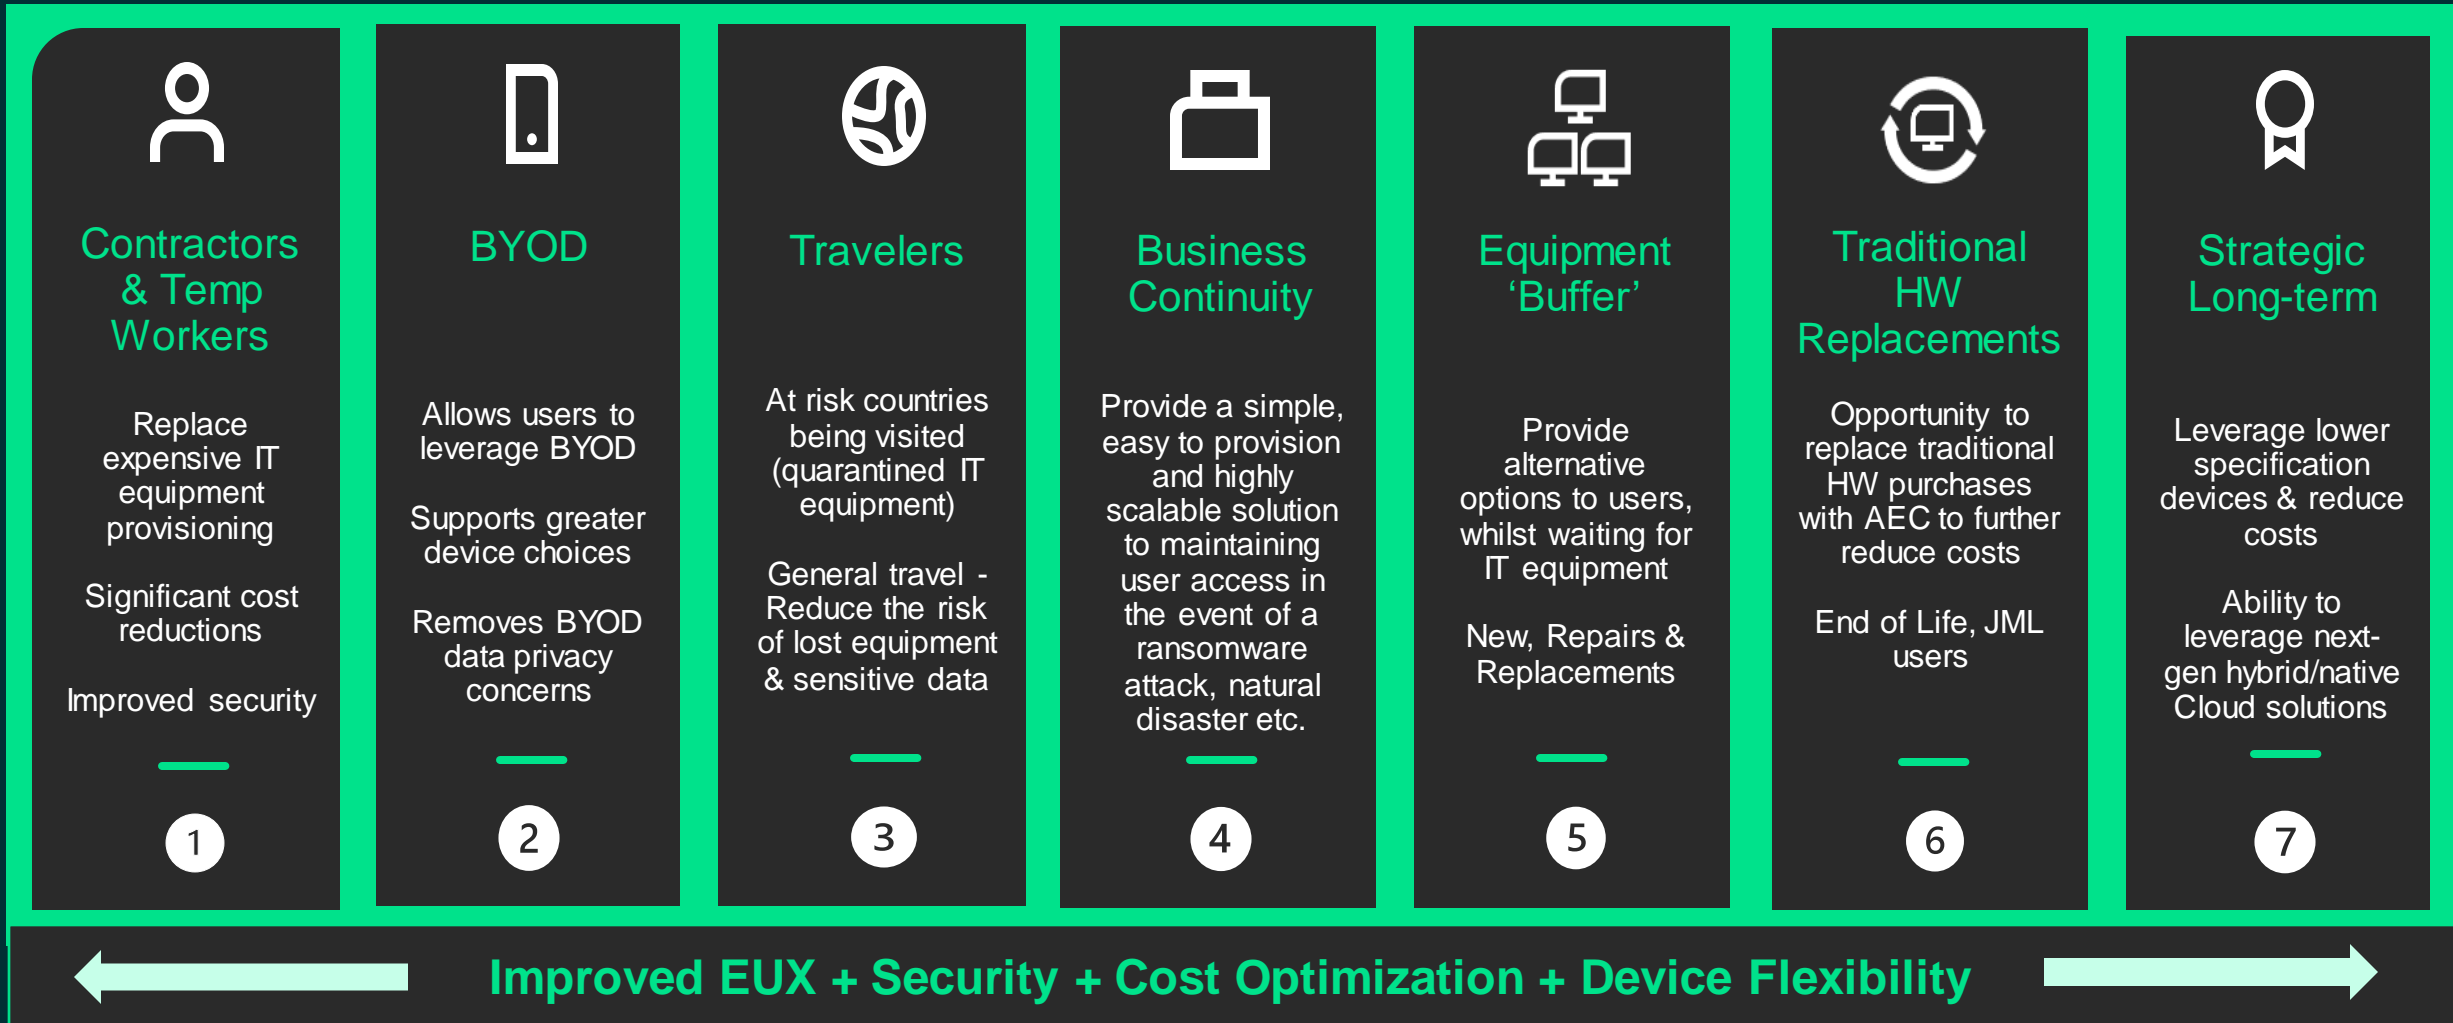 Contractors
& Temp
Workers
Replace
expensive IT
equipment
provisioning
Significant cost
reductions
Improved security
1
BYOD
Allows users to
leverage BYOD
Supports greater
device choices
Removes BYOD
data privacy
concerns
2
Travelers
At risk countries
being visited
(quarantined IT
equipment)
General travel -
Reduce the risk
of lost equipment
& sensitive data
3
Business
Continuity
Provide a simple,
easy to provision
and highly
scalable solution
to maintaining
user access in
the event of a
ransomware
attack, natural
disaster etc.
4
Equipment
‘Buffer’
Provide
alternative
options to users,
whilst waiting for
IT equipment
New, Repairs &
Replacements
5
Traditional
HW
Replacements
Opportunity to
replace traditional
HW purchases
with AEC to further
reduce costs
End of Life, JML
users
6
Strategic
Long-term
Leverage lower
specification
devices & reduce
costs
Ability to
leverage next-
gen hybrid/native
Cloud solutions
7
Improved EUX + Security + Cost Optimization + Device Flexibility